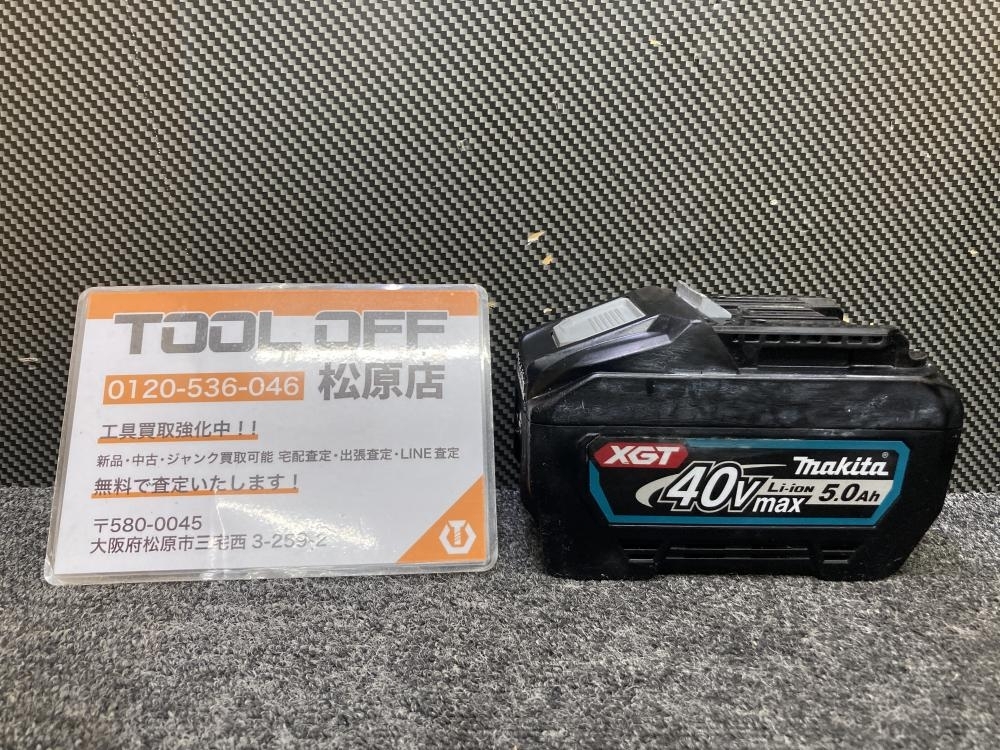 TOOL OFF
0120-536-046 松原店
工具買取強化中!!
新品・中古・ジャンク買取可能 宅配査定・出張査定・LINE査定
無料で査定いたします!
〒580-0045
大阪府松原市三宅西 3-259-2
XGT
makita
40Vmax
Li-ion 5.0Ah